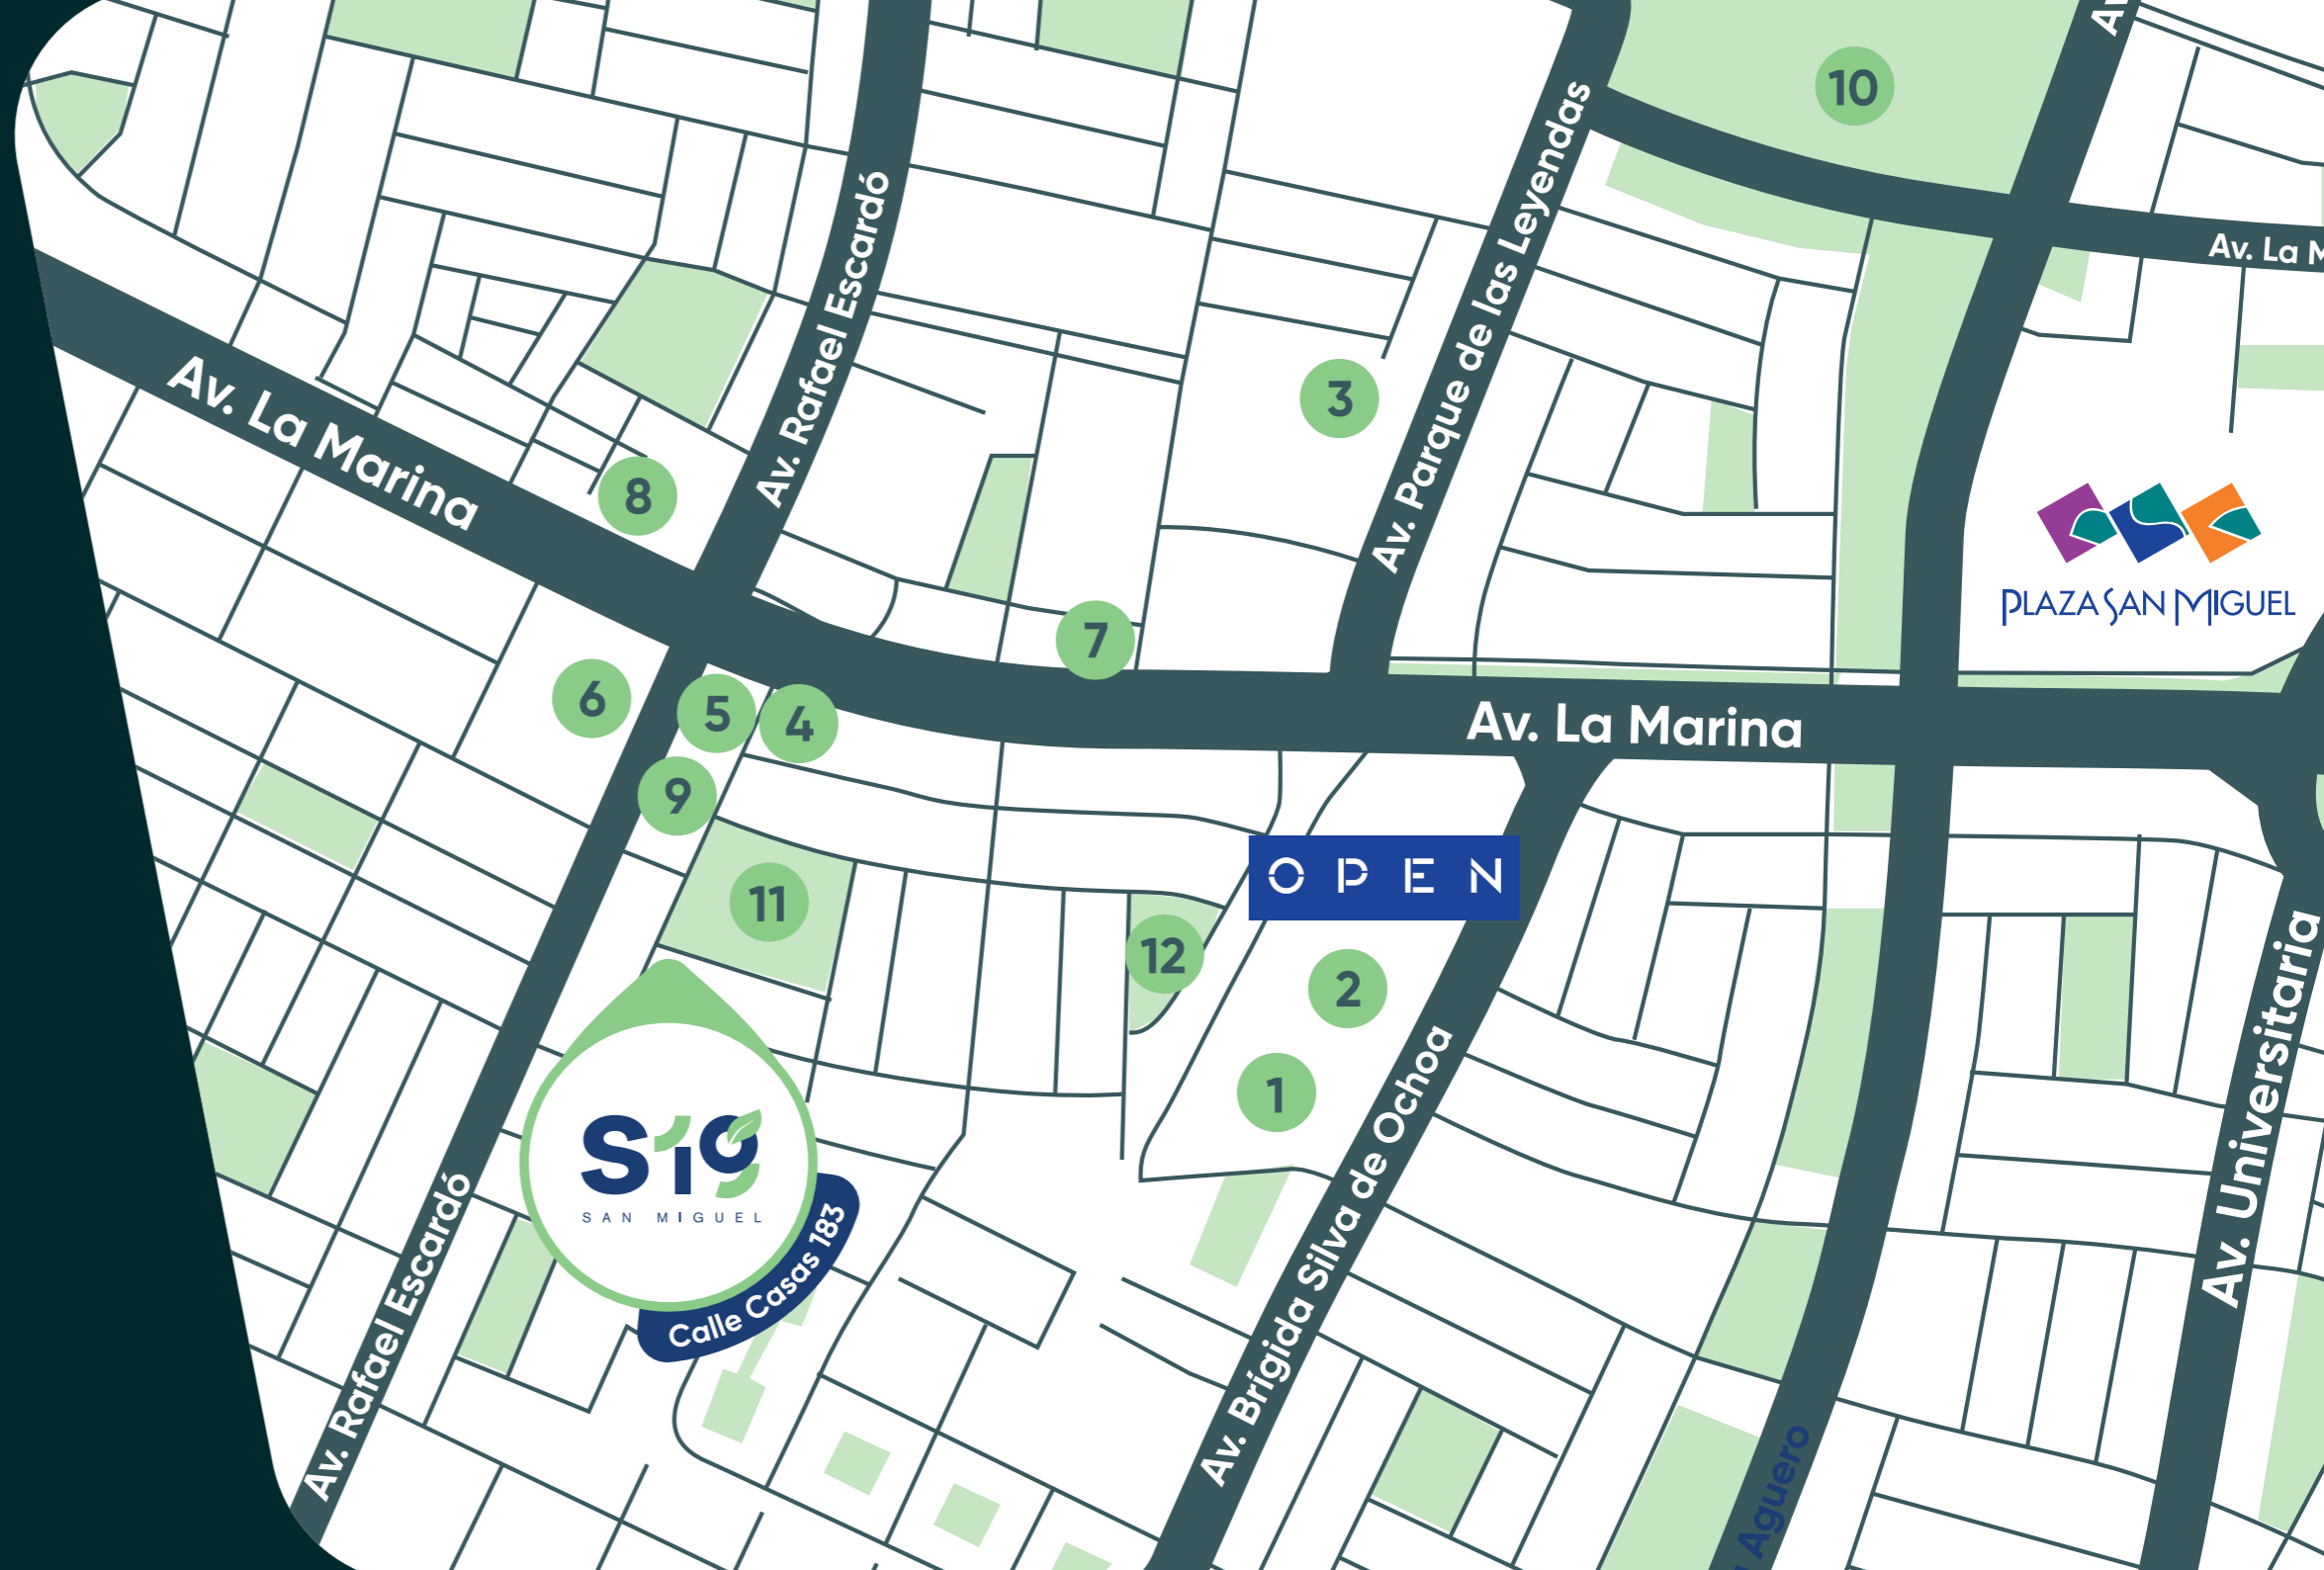 Av.
10
Av. La M
Av. Parque de las Leyendas
Av. Rafael Escardó
3
Av. La Marina
8
PLAZA SAN MIGUEL
7
6
5
4
Av. La Marina
9
OPEN
11
12
2
1
Av. Universitaria
S19
SAN MIGUEL
Calle Casas 183
Av. Rafael Escardó
Av. Brígida Silva de Ochoa
Aguero